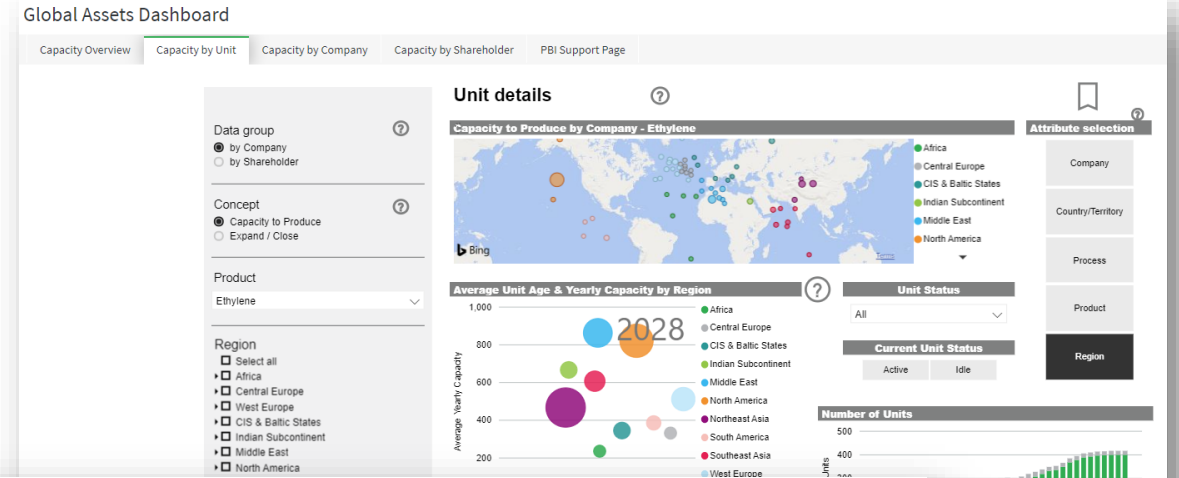 Global Assets Dashboard
Capacity Overview
Capacity by Unit
Capacity by Company
Capacity by Shareholder
PBI Support Page
Data group
?
by Company
by Shareholder
Concept
?
Capacity to Produce
Expand / Close
Product
Ethylene
Region
Select all
Africa
Central Europe
West Europe
CIS & Baltic States
Indian Subcontinent
Middle East
North America
Unit details
?
Capacity to Produce by Company - Ethylene
Africa
Central Europe
CIS & Baltic States
Indian Subcontinent
Middle East
North America
Bing
Terms
Average Unit Age & Yearly Capacity by Region
?
1,000
800
600
400
200
Average Yearly Capacity
2028
Africa
Central Europe
CIS & Baltic States
Indian Subcontinent
Middle East
North America
Northeast Asia
South America
Southeast Asia
West Europe
Unit Status
All
Current Unit Status
Active
Idle
Number of Units
500
400
300
Units
?
Attribute selection
Company
Country/Territory
Process
Product
Region